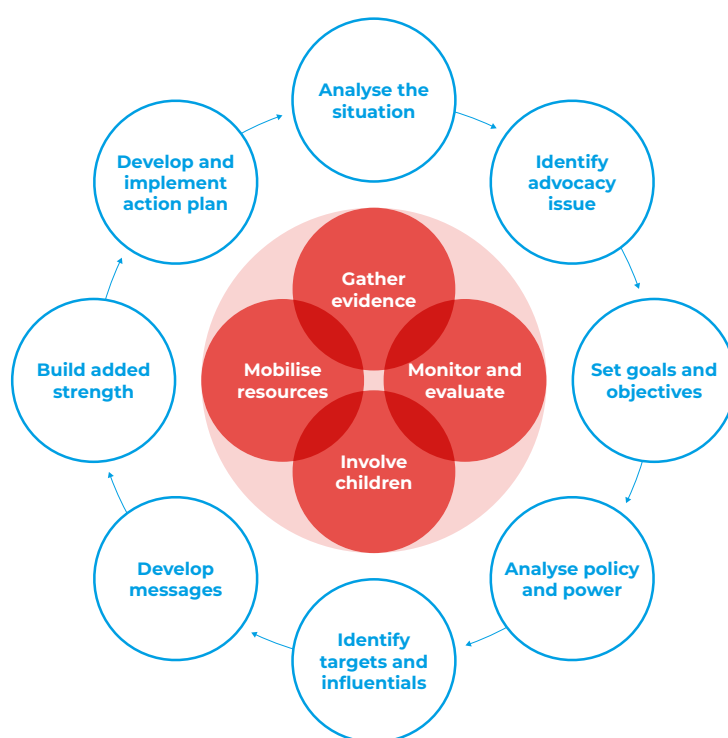 Analyse the
situation
Identify
advocacy
issue
Set goals and
objectives
Analyse policy
and power
Identify
targets and
influentials
Develop
messages
Build added
strength
Develop and
implement
action plan
Gather
evidence
Monitor and
evaluate
Involve
children
Mobilise
resources